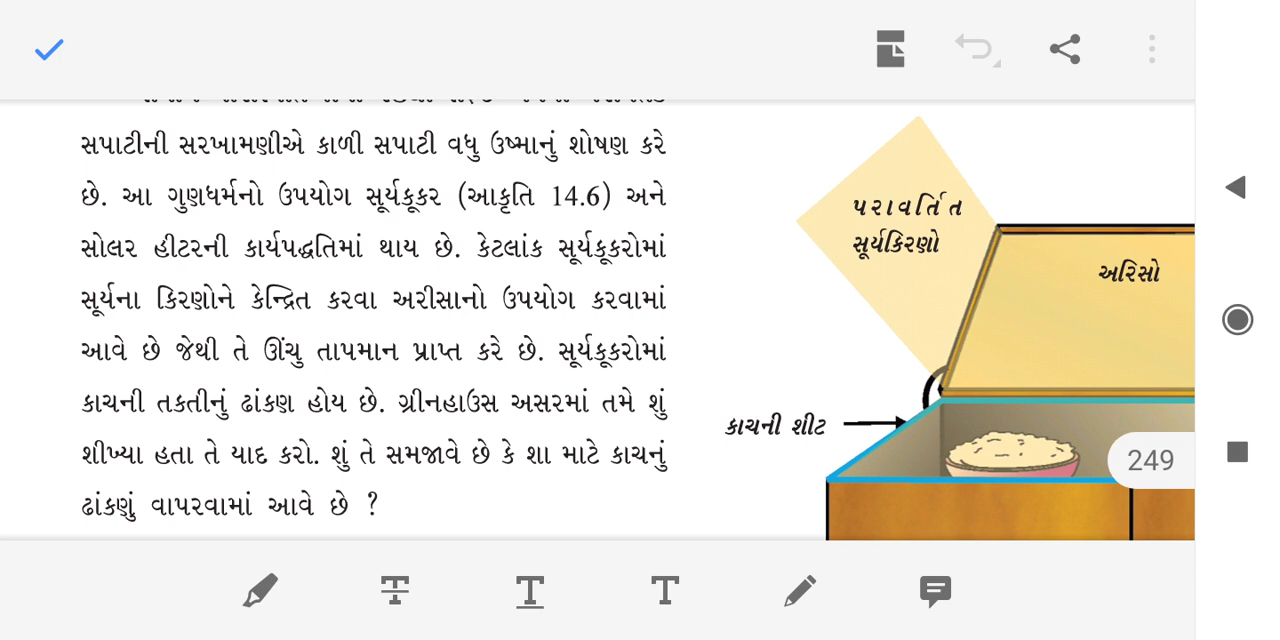 સપાટીની સરખામણીએ કાળી સપાટી વધુ ઉષ્માનું શોષણ કરે
છે. આ ગુણધર્મનો ઉપયોગ સૂર્યકૂકર (આકૃતિ 14.6) અને
સોલર હીટરની કાર્યપદ્ધતિમાં થાય છે. કેટલાંક સૂર્યકૂકરોમાં
સૂર્યના કિરણોને કેન્દ્રિત કરવા અરીસાનો ઉપયોગ કરવામાં
આવે છે જેથી તે ઊંચુ તાપમાન પ્રાપ્ત કરે છે. સૂર્યકૂકરોમાં
કાચની તકતીનું ઢાંકણ હોય છે. ગ્રીનહાઉસ અસરમાં તમે શું
શીખ્યા હતા તે યાદ કરો. શું તે સમજાવે છે કે શા માટે કાચનું
ઢાંકણું વાપરવામાં આવે છે ?
પરાવર્તિત
સૂર્યકિરણો
અરિસો
કાચની શીટ
249